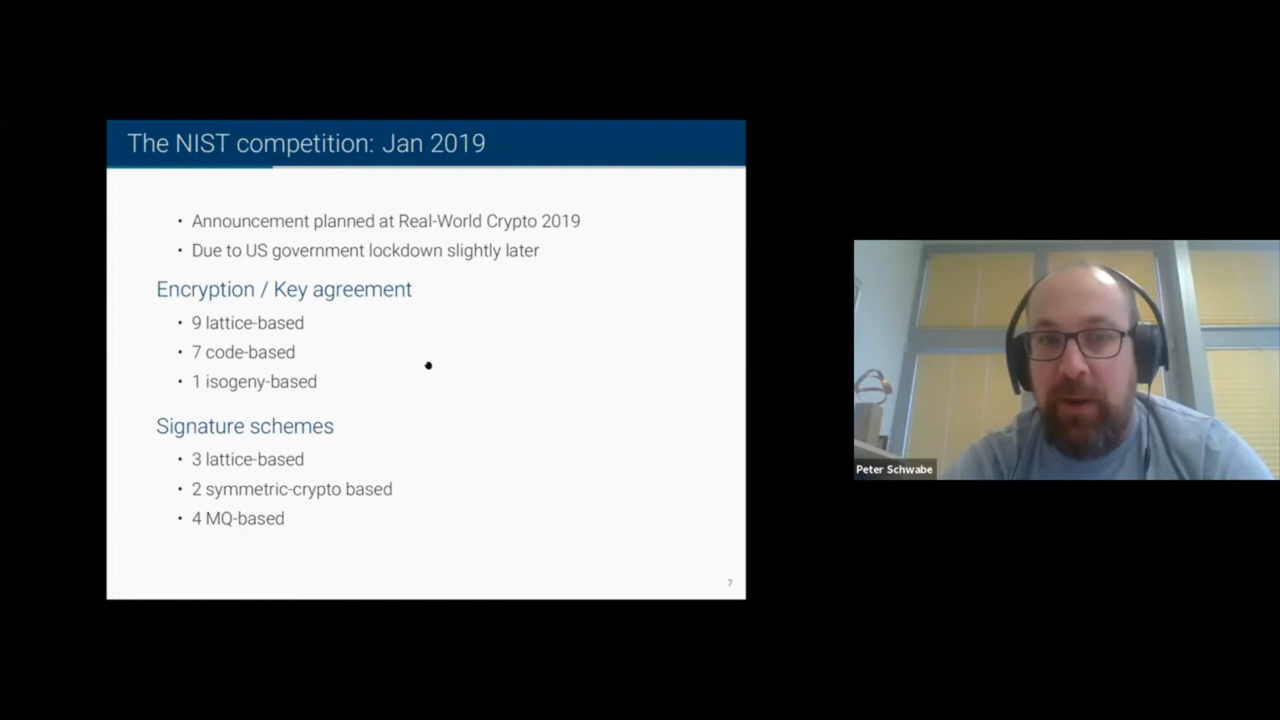 The NIST competition: Jan 2019
• Announcement planned at Real-World Crypto 2019
• Due to US government lockdown slightly later
Encryption / Key agreement
• 9 lattice-based
• 7 code-based
• 1 isogeny-based
Signature schemes
• 3 lattice-based
• 2 symmetric-crypto based
• 4 MQ-based
7
Peter Schwabe